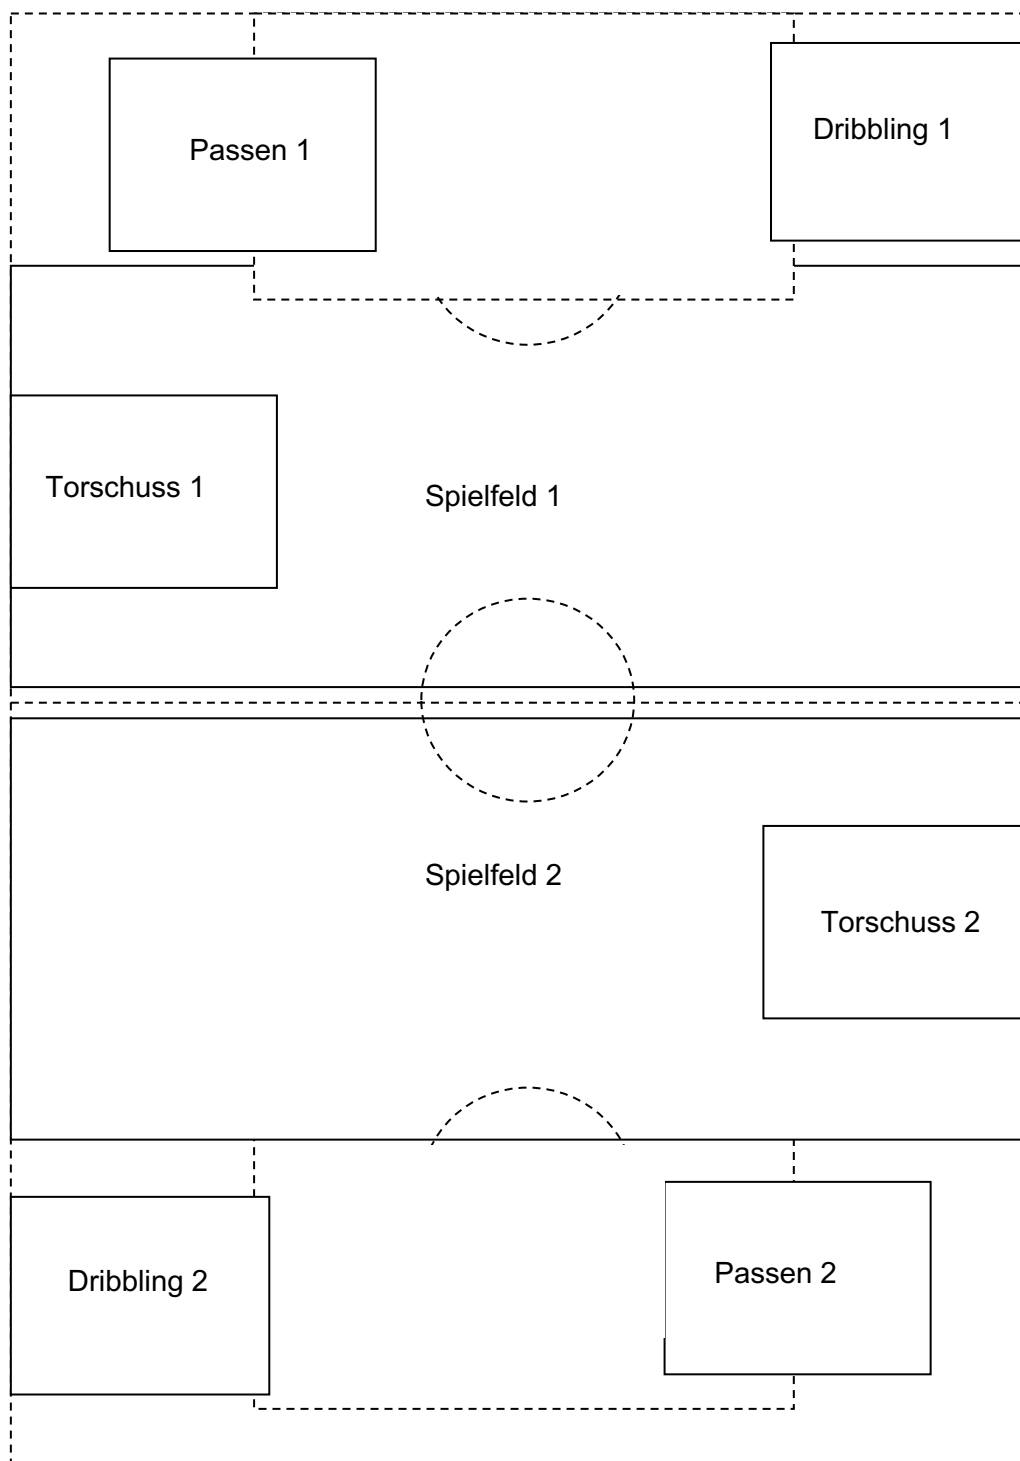 Passen 1
Dribbling 1
Torschuss 1
Spielfeld 1
Spielfeld 2
Torschuss 2
Dribbling 2
Passen 2